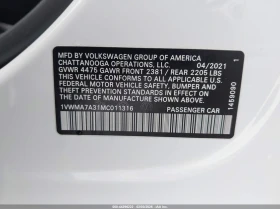 MFD BY VOLKSWAGEN GROUP OF AMERICA
CHATTANOOGA OPERATIONS, LLC. 04/2021
GVWR 4475 GAWR FRONT 2381 / REAR 2205 LBS
THIS VEHICLE CONFORMS TO ALL APPLICABLE
FEDERAL MOTOR VEHICLE SAFETY, BUMPER, AND
THEFT PREVENTION STANDARDS IN EFFECT ON THE
DATE OF MANUFACTURE SHOWN ABOVE.
1VWMA7A31MC011316 PASSENGER CAR
1459090 1